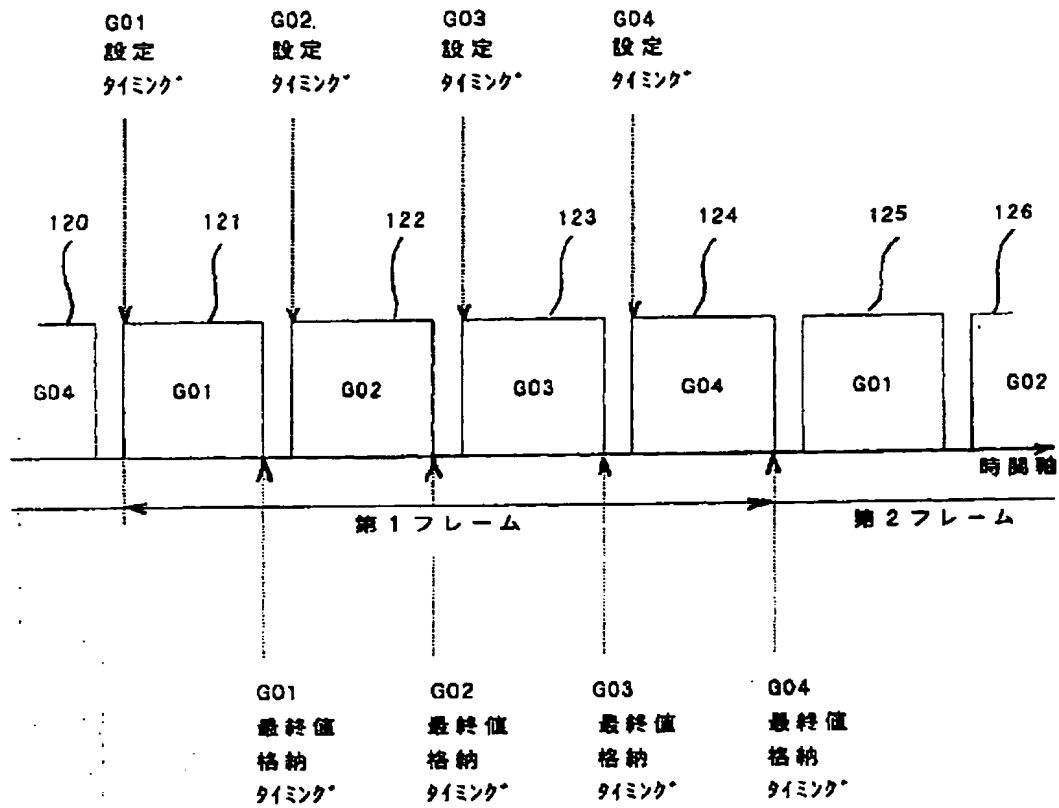 G01
設定
タイミング
G02.
設定
タイミング
G03
設定
タイミング
G04
設定
タイミング
120
121
122
123
124
125
126
G04
G01
G02
G03
G04
G01
G02
時間軸
第1フレーム
第2フレーム
G01
最終値
格納
タイミング
G02
最終値
格納
タイミング
G03
最終値
格納
タイミング
G04
最終値
格納
タイミング